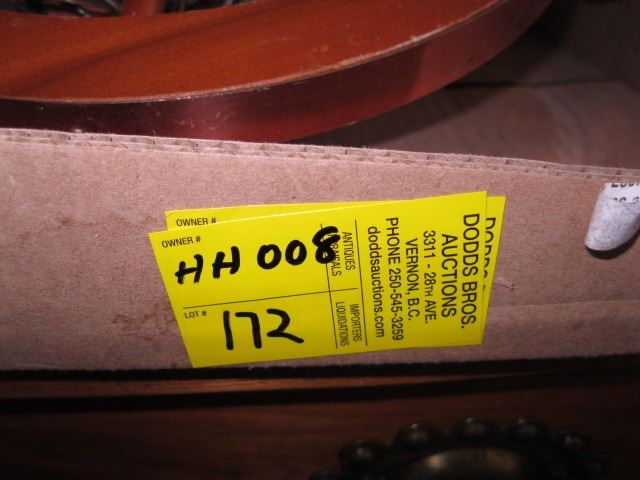 OWNER #
OWNER #
HH 008
LOT #
172
ANTIQUES
IMPORTERS
LIQUIDATIONS
DODDS BROS.
AUCTIONS
3311 - 28TH AVE.
VERNON, B.C.
PHONE 250-545-3259
doddsauctions.com